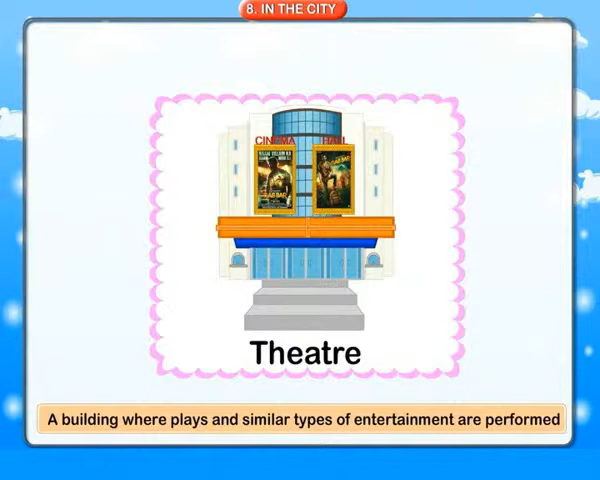 8. IN THE CITY
CINEMA HALL
Theatre
A building where plays and similar types of entertainment are performed